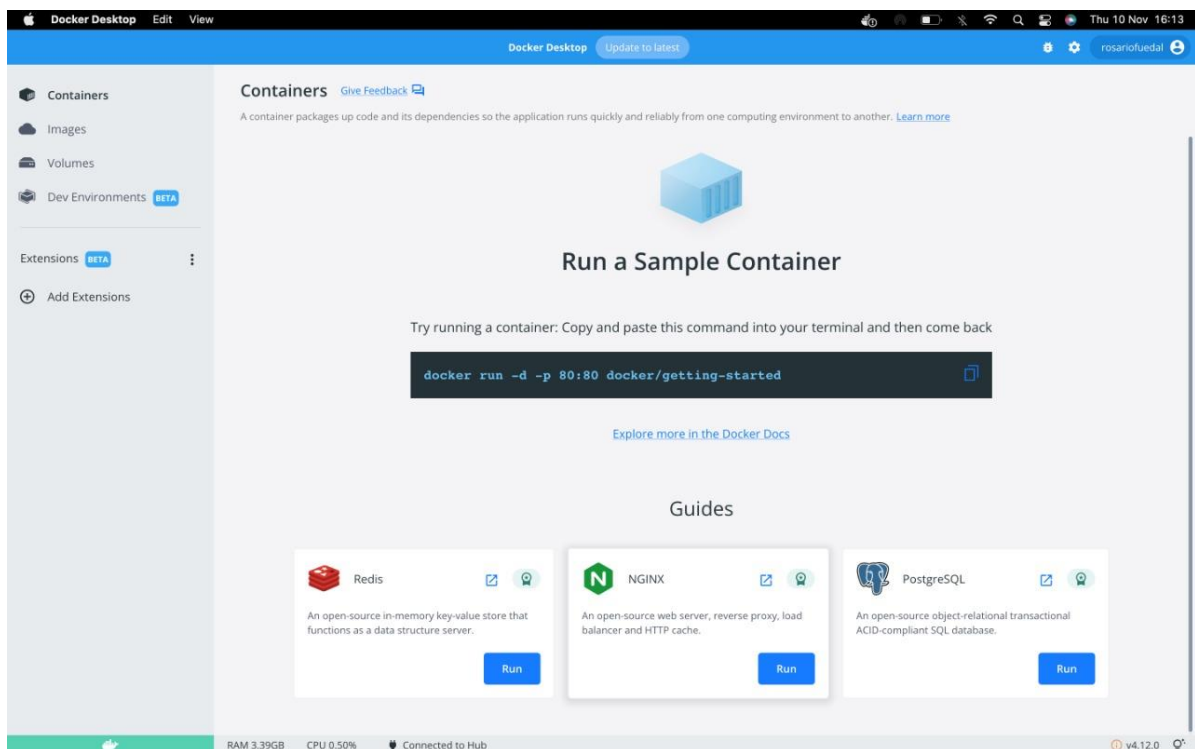 Docker Desktop Edit View
Thu 10 Nov 16:13
Docker Desktop Update to latest
rosariofuedal
Containers
Images
Volumes
Dev Environments BETA
Extensions BETA
Add Extensions
Containers Give Feedback
A container packages up code and its dependencies so the application runs quickly and reliably from one computing environment to another. Learn more
Run a Sample Container
Try running a container: Copy and paste this command into your terminal and then come back
docker run -d -p 80:80 docker/getting-started
Explore more in the Docker Docs
Guides
Redis
An open-source in-memory key-value store that
functions as a data structure server.
Run
NGINX
An open-source web server, reverse proxy, load
balancer and HTTP cache.
Run
PostgreSQL
An open-source object-relational transactional
ACID-compliant SQL database.
Run
RAM 3.39GB CPU 0.50% Connected to Hub
v4.12.0